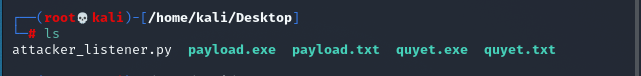 ┌──(root💀kali)-[/home/kali/Desktop]
└─# ls
attacker_listener.py  payload.exe  payload.txt  quyet.exe  quyet.txt